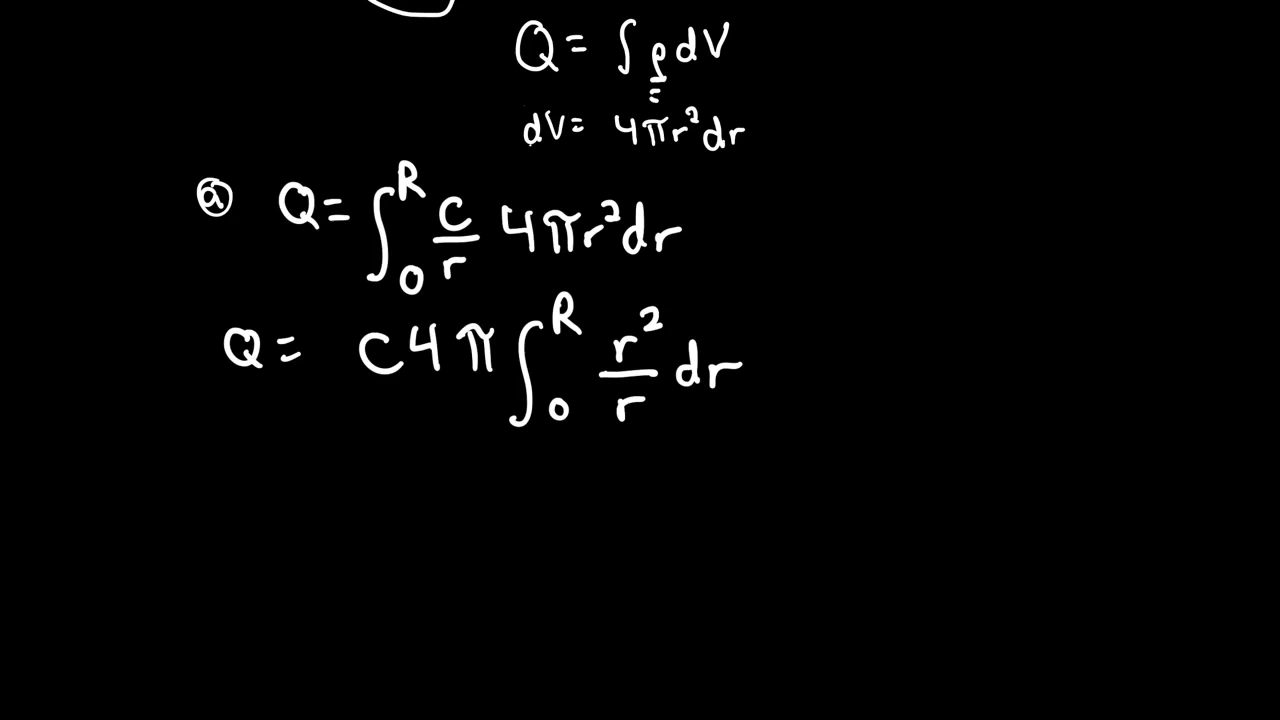 Q = ∫ρdV
dV = 4πr²dr
ⓐ Q = ∫₀ᴿ C/r 4πr²dr
Q = C4π ∫₀ᴿ r²/r dr